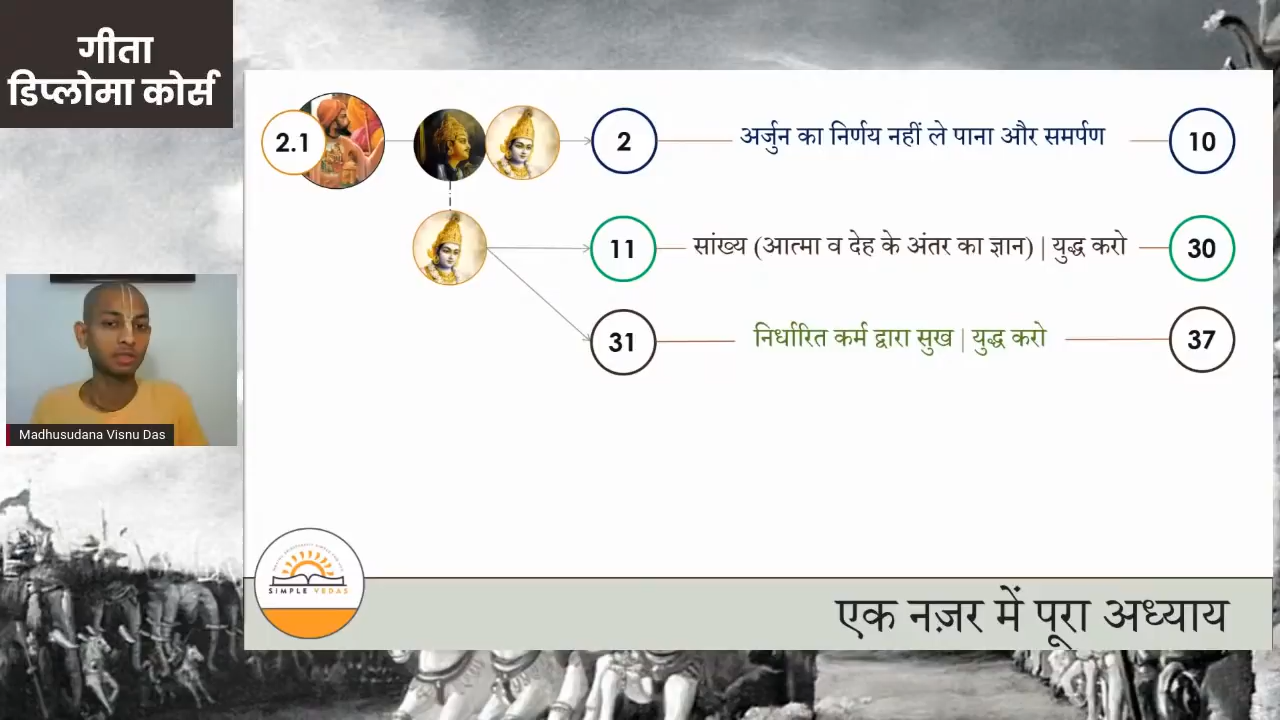 गीता
डिप्लोमा कोर्स
2.1
2
अर्जुन का निर्णय नहीं ले पाना और समर्पण
10
11
सांख्य (आत्मा व देह के अंतर का ज्ञान) | युद्ध करो
30
31
निर्धारित कर्म द्वारा सुख | युद्ध करो
37
Madhusudana Visnu Das
SIMPLE VEDAS
एक नज़र में पूरा अध्याय